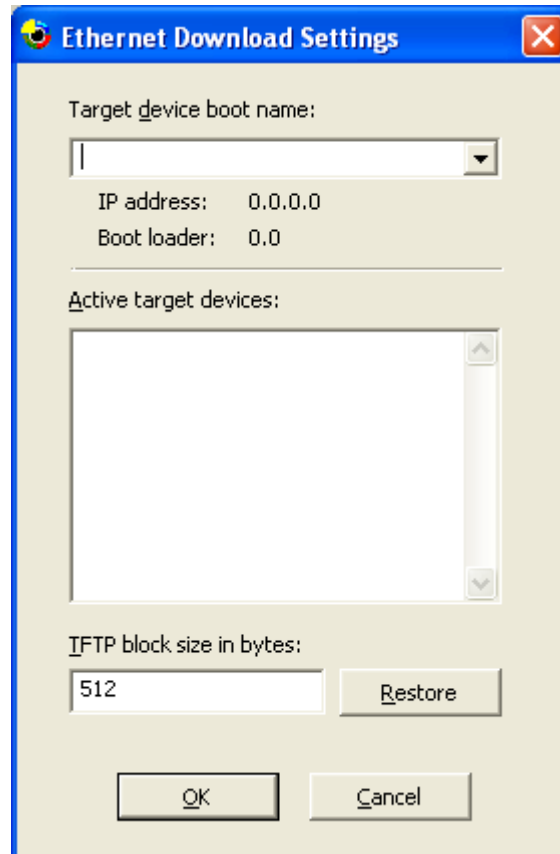 Ethernet Download Settings
Target device boot name:
IP address: 0.0.0.0
Boot loader: 0.0
Active target devices:
TFTP block size in bytes:
512 Restore
OK Cancel